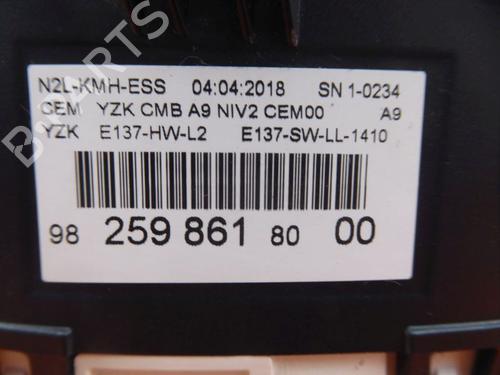 N2L-KMH-ESS 04:04:2018 SN 1-0234
CEM YZK CMB A9 NIV2 CEM00 A9
YZK E137-HW-L2 E137-SW-LL-1410
98 259 861 80 00
B-PARTS